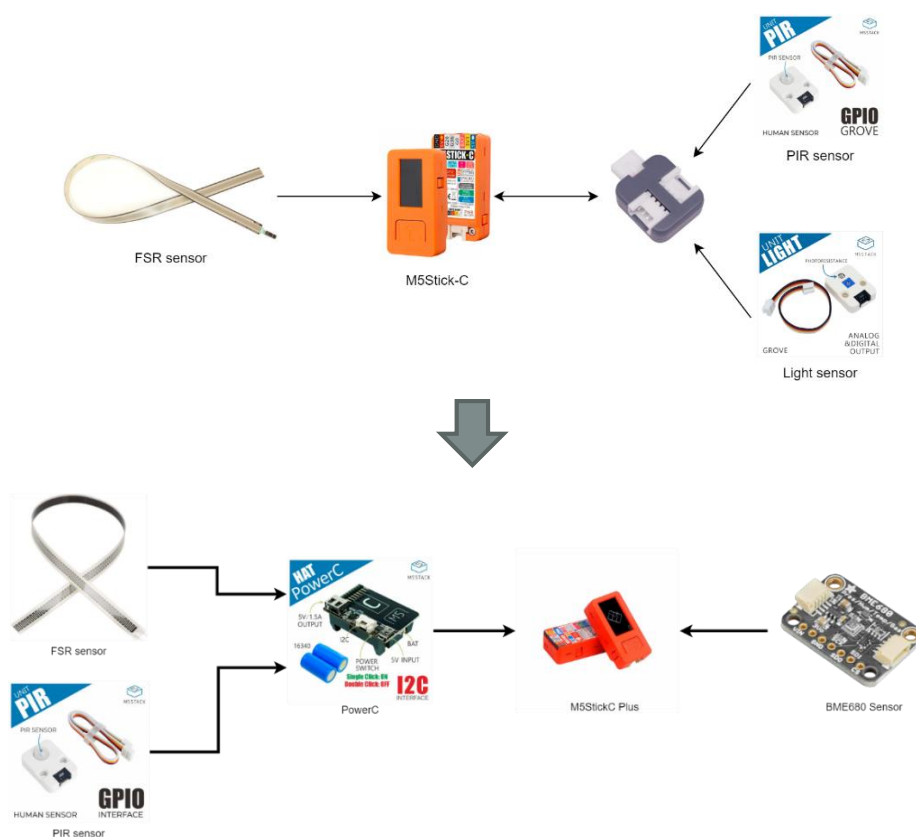 UNIT
PIR
M5STACK
PIR SENSOR
HUMAN SENSOR
GPIO
GROVE
PIR sensor
STICK-C
FSR sensor
M5Stick-C
UNIT
LIGHT
M5STACK
PHOTORESISTANCE
GROVE
ANALOG
&DIGITAL
OUTPUT
Light sensor
FSR sensor
HAT
PowerC
M5STACK
C
M5
5V/1.5A
OUTPUT
I2C
BAT
16340
POWER
SWITCH
5V INPUT
Single Click: ON
Double Click: OFF
I2C
INTERFACE
PowerC
M5StickC Plus
BME680
BME680 Sensor
UNIT
PIR
M5STACK
PIR SENSOR
HUMAN SENSOR
GPIO
INTERFACE
PIR sensor